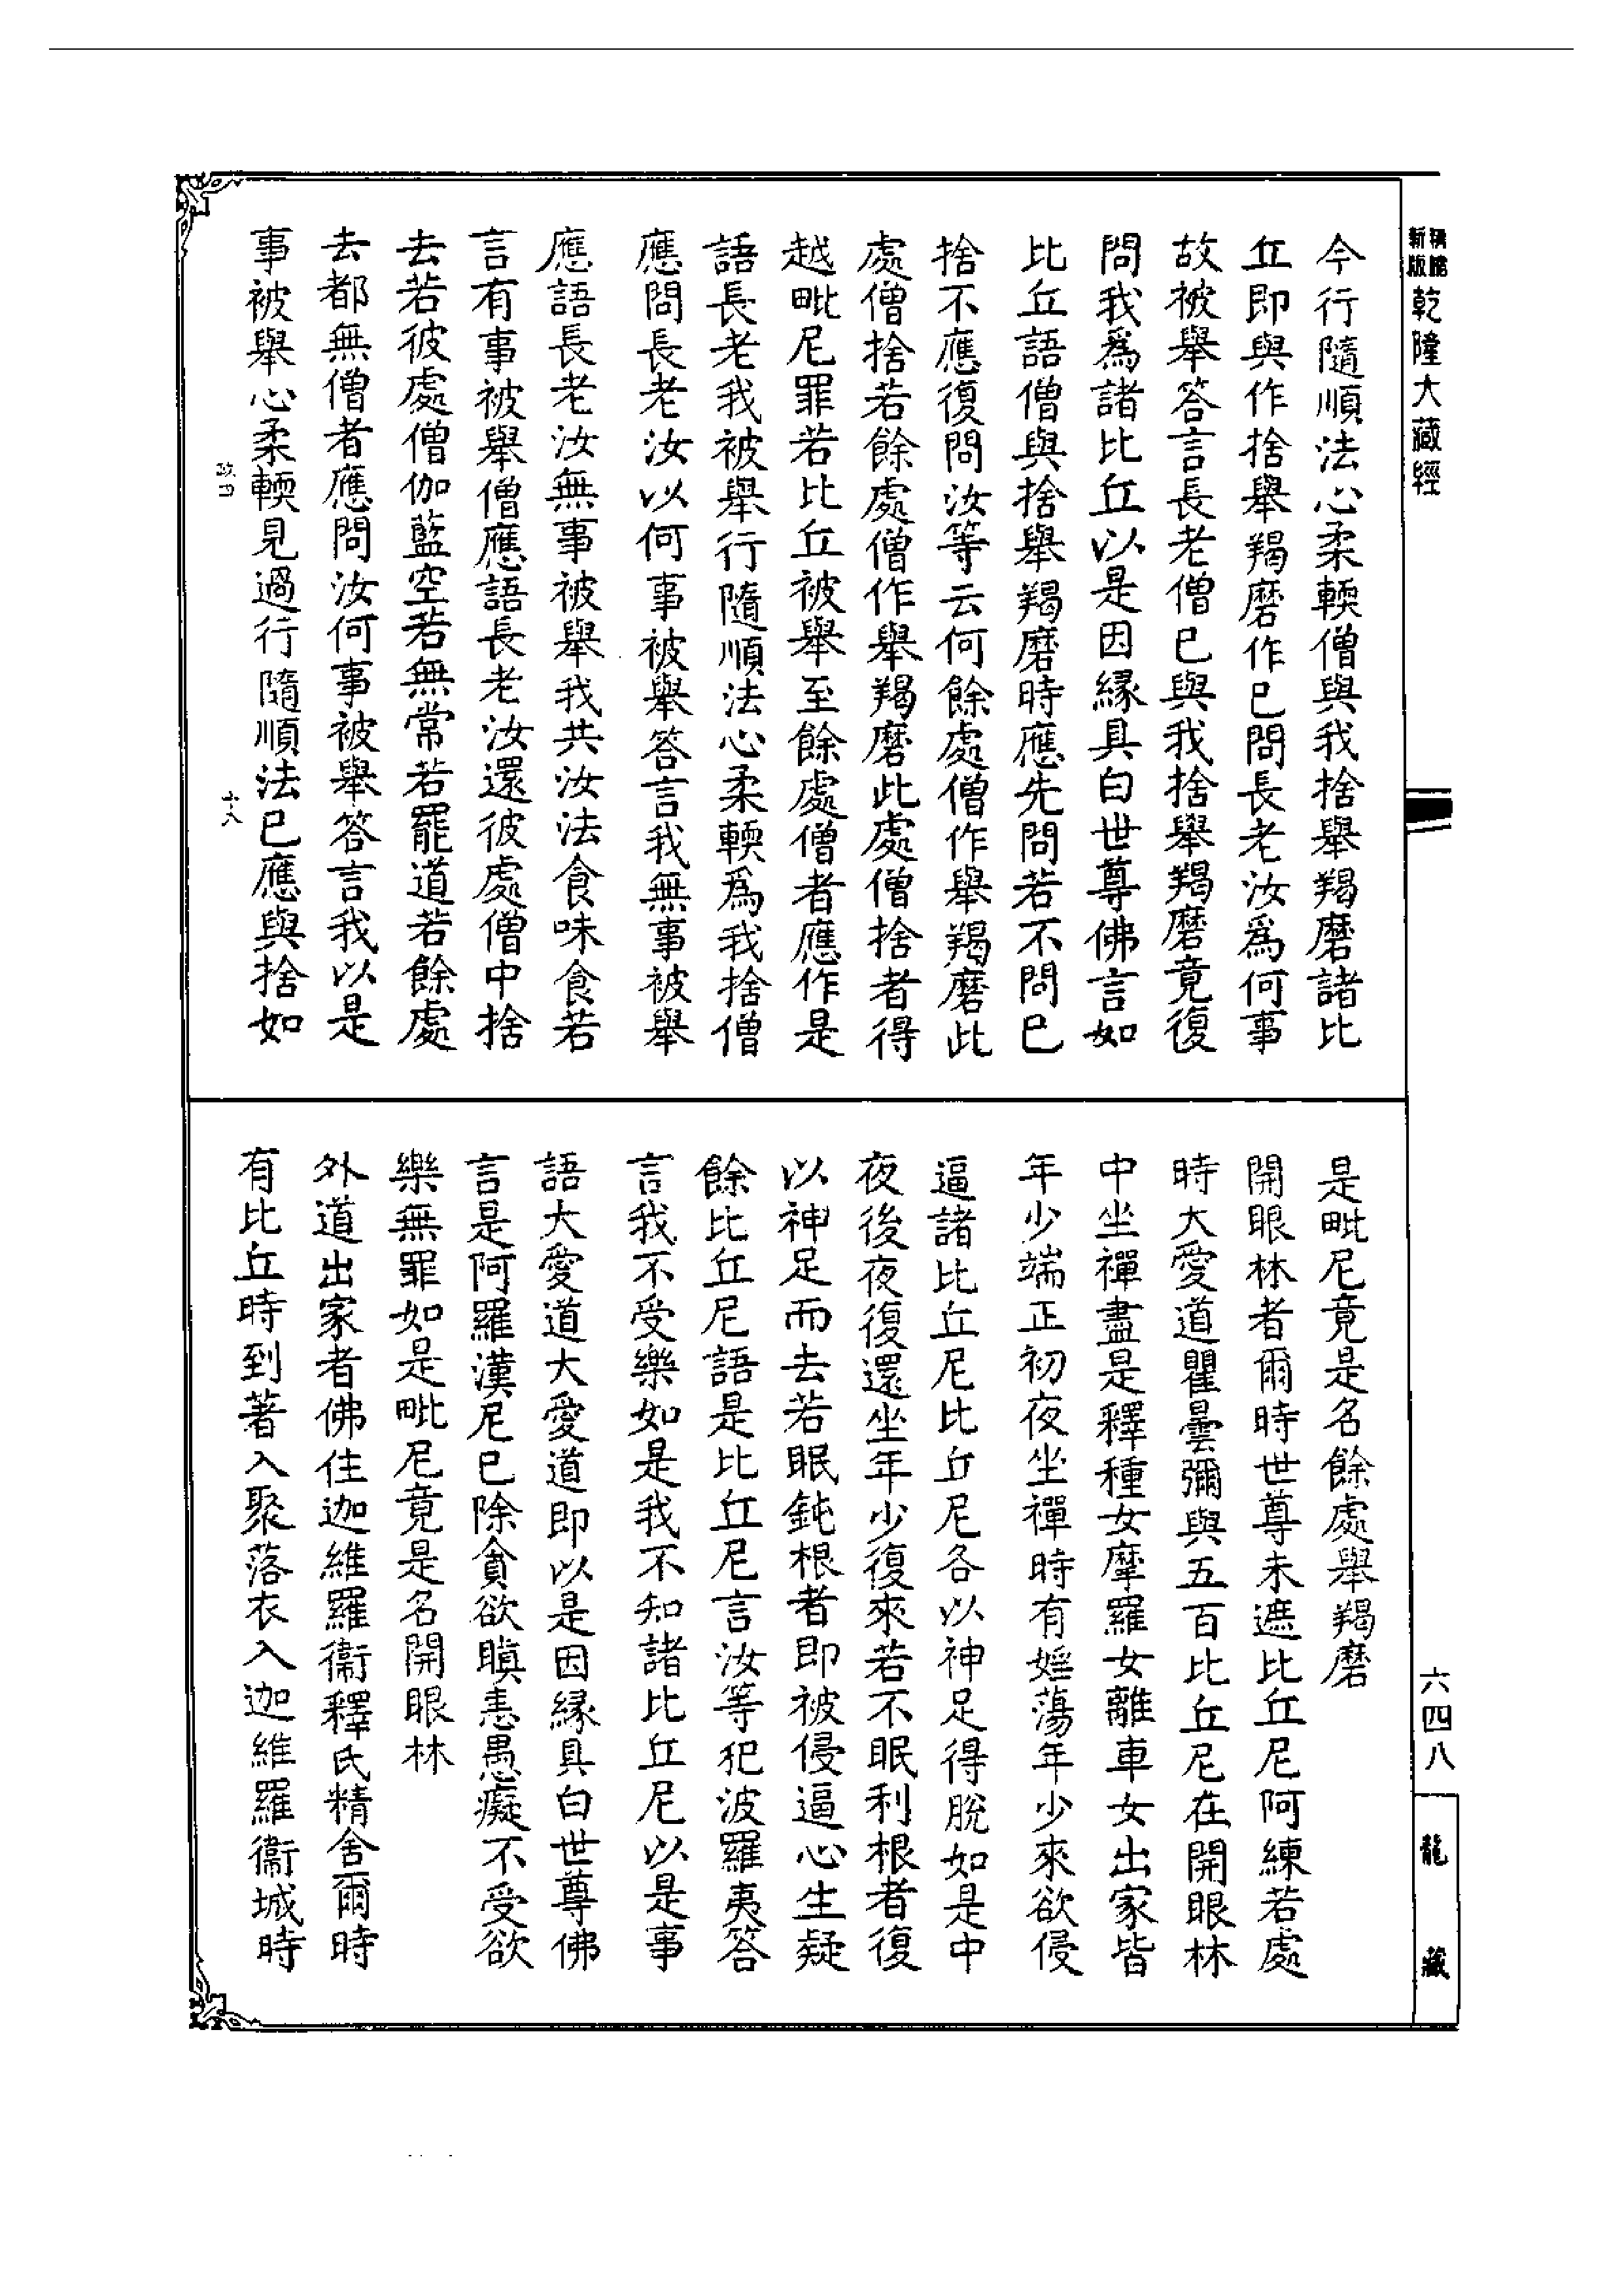 新版
精縮
乾隆大藏經
今行隨順法心柔輭僧與我捨舉羯磨諸比
丘即與作捨舉羯磨作已問長老汝為何事
故被舉答言長老僧已與我捨舉羯磨竟復
問我為諸比丘以是因緣具白世尊佛言如
比丘語僧與捨舉羯磨時應先問若不問已
捨不應復問汝等云何餘處僧作舉羯磨此
處僧捨若餘處僧作舉羯磨此處僧捨者得
越毗尼罪若比丘被舉至餘處僧者應作是
語長老我被舉行隨順法心柔輭為我捨僧
應問長老汝以何事被舉答言我無事被舉
應語長老汝無事被舉我共汝法食味食若
言有事被舉僧應語長老汝還彼處僧中捨
去若彼處僧伽藍空若無常若罷道若餘處
去都無僧者應問汝何事被舉答言我以是
事被舉心柔輭見過行隨順法已應與捨如
政四
十八
是毗尼竟是名餘處舉羯磨
開眼林者爾時世尊未遮比丘尼阿練若處
時大愛道瞿曇彌與五百比丘尼在開眼林
中坐禪盡是釋種女摩羅女離車女出家皆
年少端正初夜坐禪時有婬蕩年少來欲侵
逼諸比丘尼比丘尼各以神足得脫如是中
夜後夜復還坐年少復來若不眠利根者復
以神足而去若眠鈍根者即被侵逼心生疑
餘比丘尼語是比丘尼言汝等犯波羅夷答
言我不受樂如是我不知諸比丘尼以是事
語大愛道大愛道即以是因緣具白世尊佛
言是阿羅漢尼已除貪欲瞋恚愚癡不受欲
樂無罪如是毗尼竟是名開眼林
外道出家者佛住迦維羅衞釋氏精舍爾時
有比丘時到著入聚落衣入迦維羅衞城時
六四八
龍藏